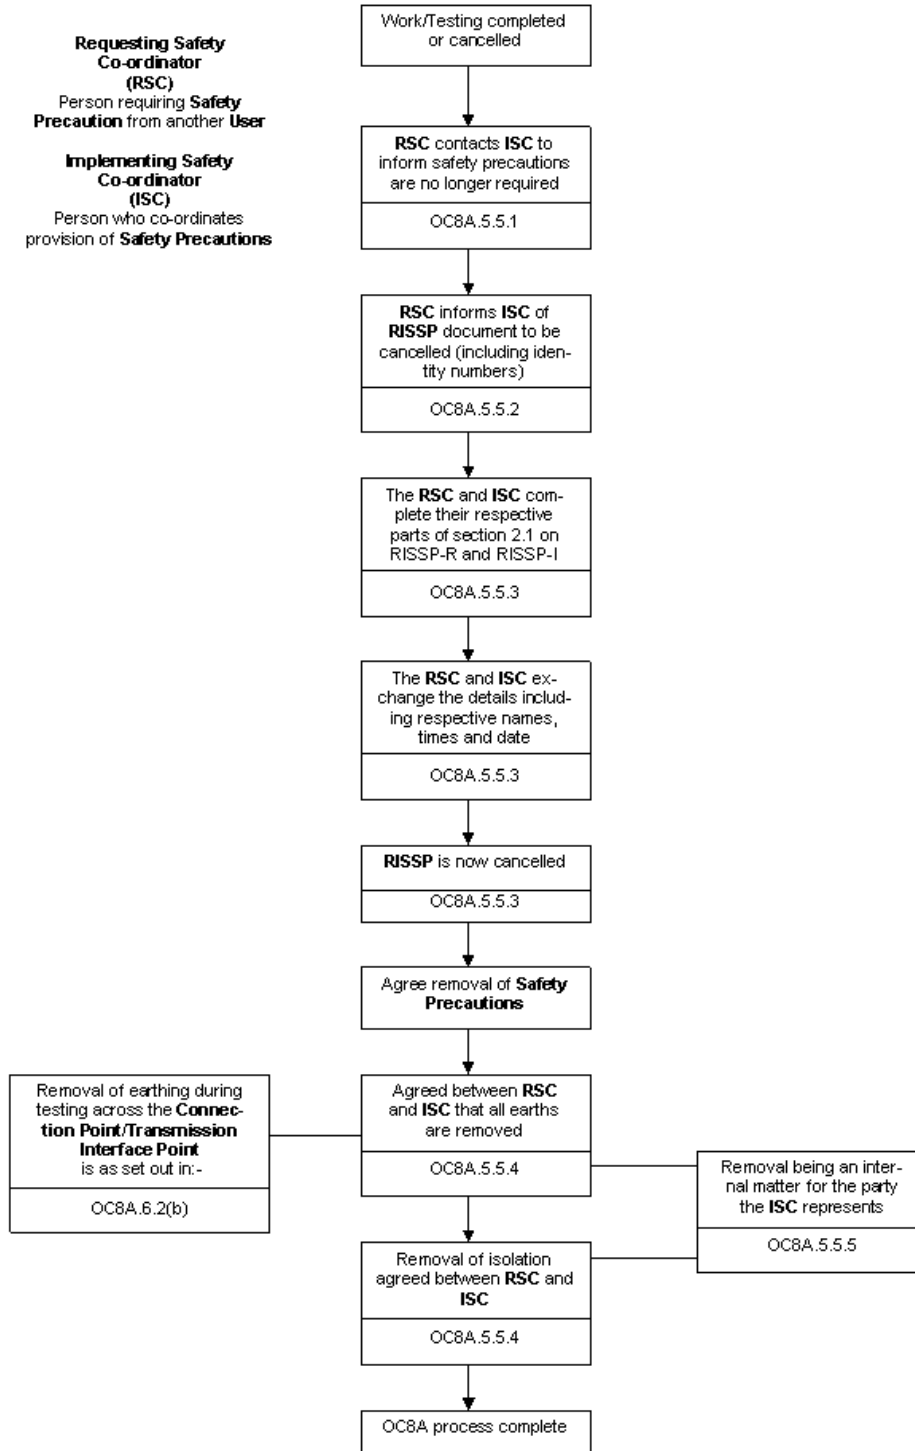 Requesting Safety
Co-ordinator
(RSC)
Person requiring Safety
Precaution from another User
Implementing Safety
Co-ordinator
(ISC)
Person who co-ordinates
provision of Safety Precautions
Work/Testing completed
or cancelled
RSC contacts ISC to
inform safety precautions
are no longer required
OC8A.5.5.1
RSC informs ISC of
RISSP document to be
cancelled (including iden-
tity numbers)
OC8A.5.5.2
The RSC and ISC com-
plete their respective
parts of section 2.1 on
RISSP-R and RISSP-I
OC8A.5.5.3
The RSC and ISC ex-
change the details includ-
ing respective names,
times and date
OC8A.5.5.3
RISSP is now cancelled
OC8A.5.5.3
Agree removal of Safety
Precautions
Removal of earthing during
testing across the Connec-
tion Point/Transmission
Interface Point
is as set out in:-
OC8A.6.2(b)
Agreed between RSC
and ISC that all earths
are removed
OC8A.5.5.4
Removal being an inter-
nal matter for the party
the ISC represents
OC8A.5.5.5
Removal of isolation
agreed between RSC and
ISC
OC8A.5.5.4
OC8A process complete